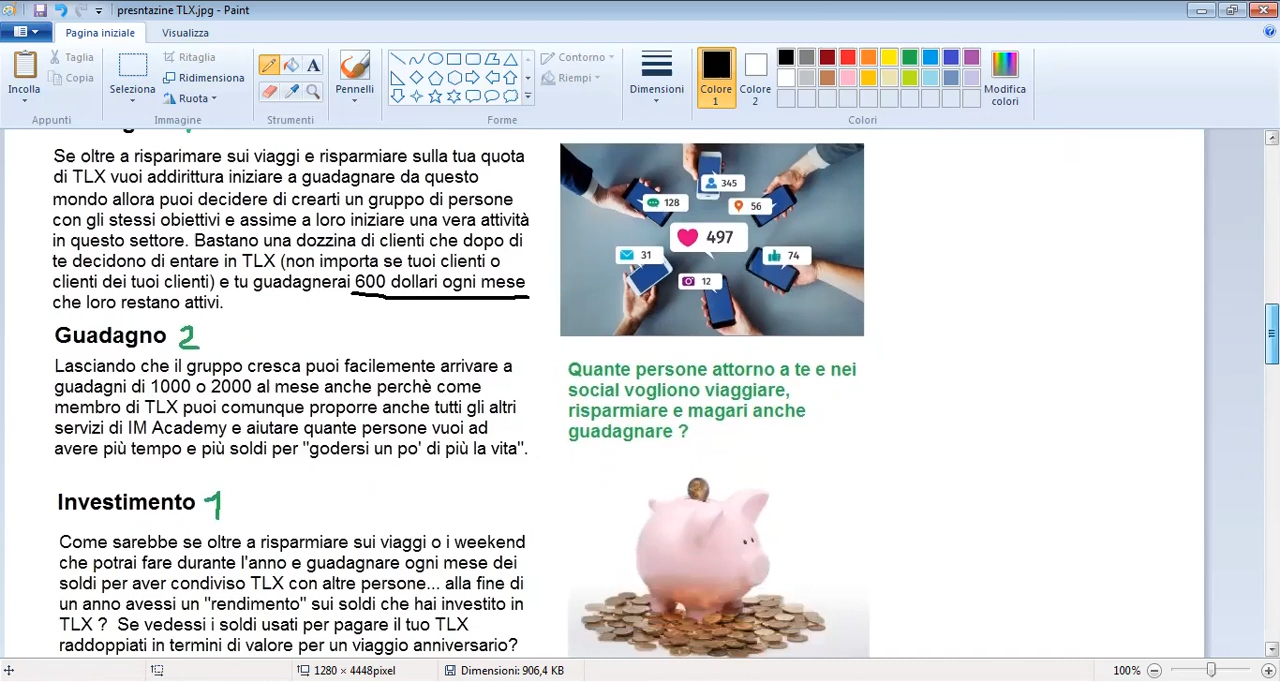 presntazine TLX.jpg - Paint
Pagina iniziale
Visualizza
Incolla
Taglia
Copia
Appunti
Seleziona
Ritaglia
Ridimensiona
Ruota
Immagine
A
Strumenti
Pennelli
Forme
Contorno
Riempi
Dimensioni
Colore
1
Colore
2
Modifica
colori
Colori
Se oltre a risparimare sui viaggi e risparmiare sulla tua quota
di TLX vuoi addirittura iniziare a guadagnare da questo
mondo allora puoi decidere di crearti un gruppo di persone
con gli stessi obiettivi e assime a loro iniziare una vera attività
in questo settore. Bastano una dozzina di clienti che dopo di
te decidono di entare in TLX (non importa se tuoi clienti o
clienti dei tuoi clienti) e tu guadagnerai 600 dollari ogni mese
che loro restano attivi.
Guadagno 2
Lasciando che il gruppo cresca puoi facilemente arrivare a
guadagni di 1000 o 2000 al mese anche perchè come
membro di TLX puoi comunque proporre anche tutti gli altri
servizi di IM Academy e aiutare quante persone vuoi ad
avere più tempo e più soldi per "godersi un po' di più la vita".
Investimento 1
Come sarebbe se oltre a risparmiare sui viaggi o i weekend
che potrai fare durante l'anno e guadagnare ogni mese dei
soldi per aver condiviso TLX con altre persone... alla fine di
un anno avessi un "rendimento" sui soldi che hai investito in
TLX ? Se vedessi i soldi usati per pagare il tuo TLX
raddoppiati in termini di valore per un viaggio anniversario?
345
128
56
497
31
74
12
Quante persone attorno a te e nei
social vogliono viaggiare,
risparmiare e magari anche
guadagnare ?
1280 × 4448pixel
Dimensioni: 906,4 KB
100%